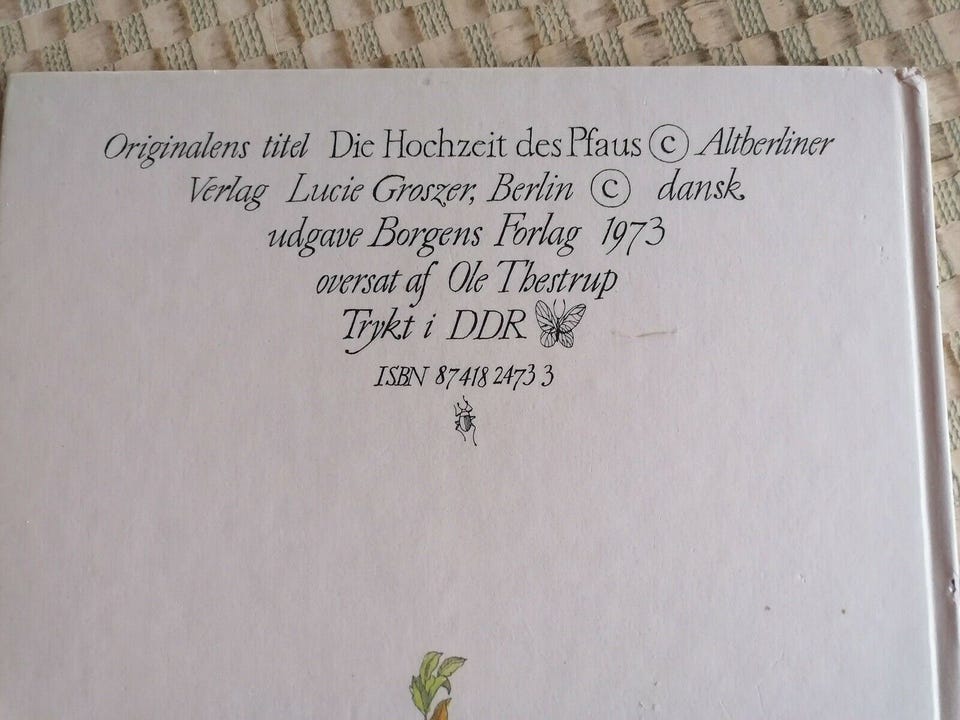 Originalens titel Die Hochzeit des Pfaus © Altberliner
Verlag Lucie Groszer, Berlin © dansk
udgave Borgens Forlag 1973
oversat af Ole Thestrup
Trykt i DDR
ISBN 87 418 2473 3